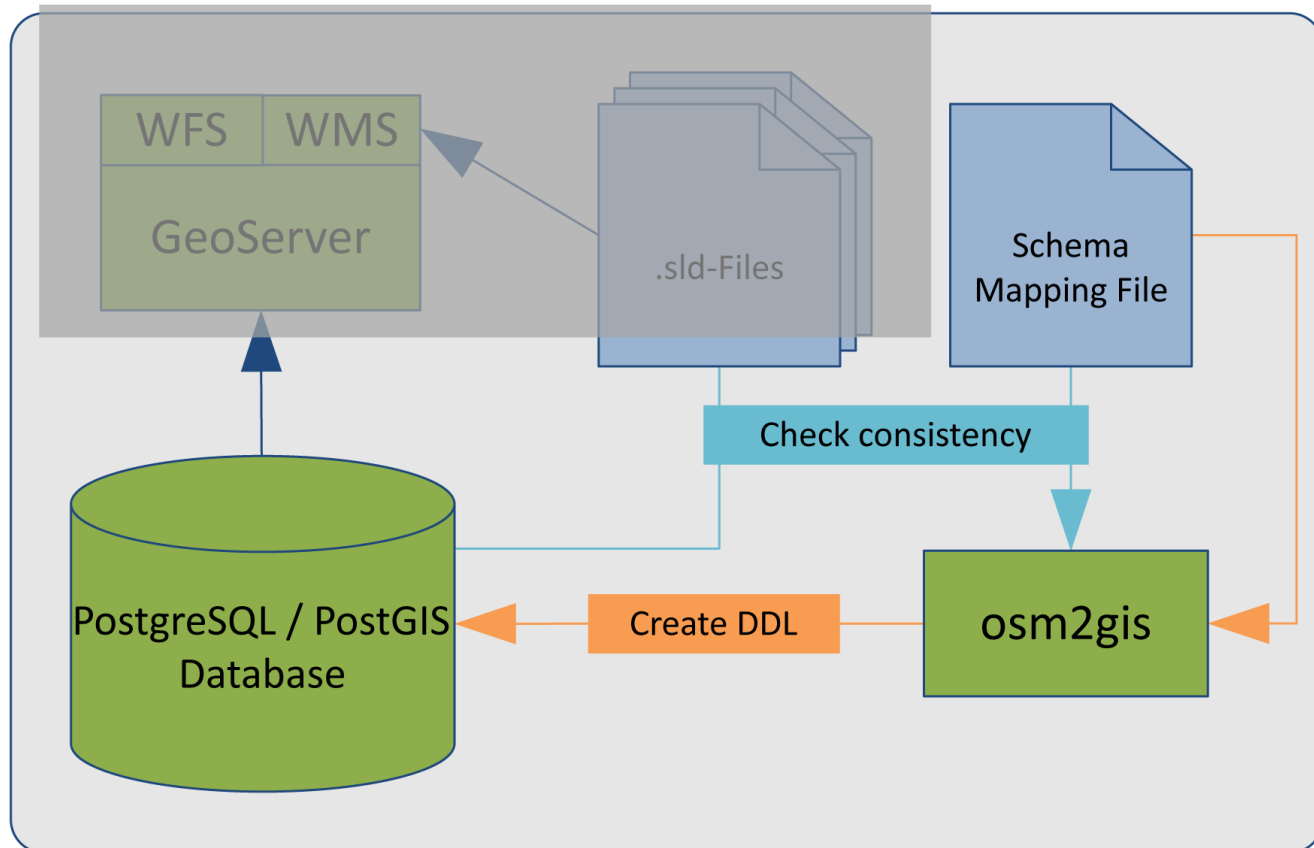 WFS WMS
GeoServer
.sld-Files
Schema
Mapping File
Check consistency
PostgreSQL / PostGIS
Database
Create DDL
osm2gis